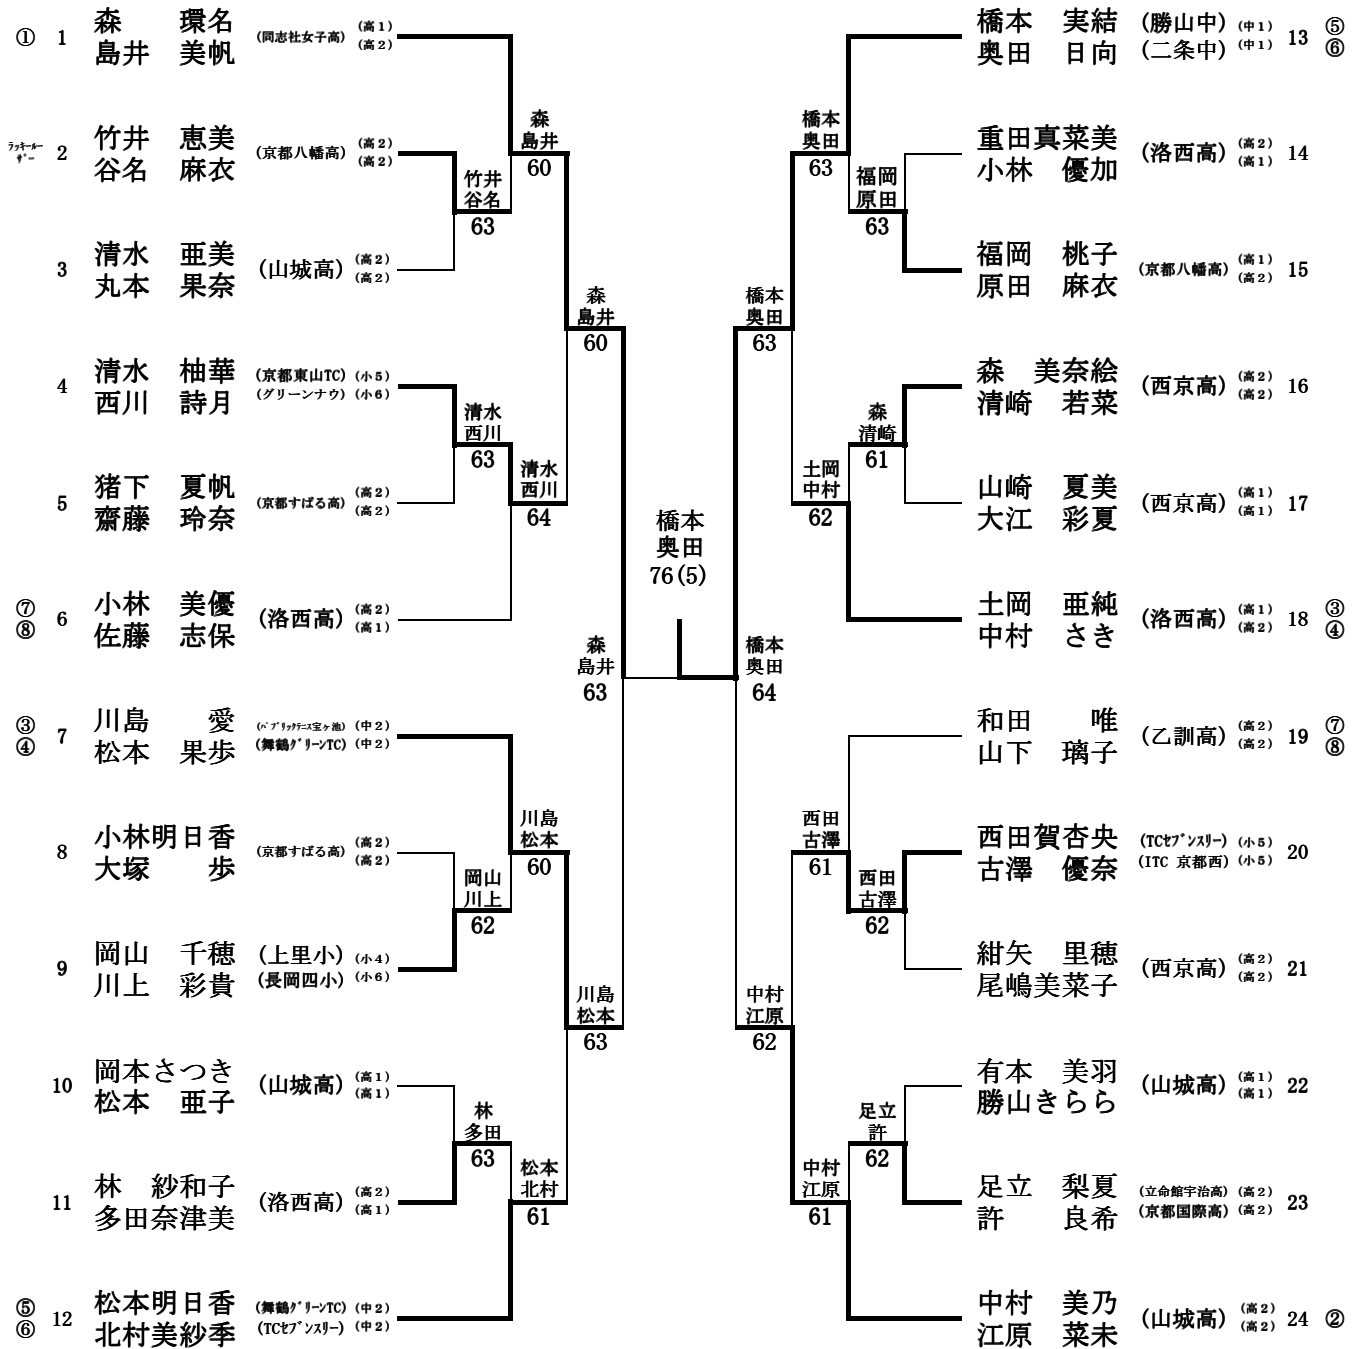 ① 1 森 環名 (同志社女子高) (高1)
島井 美帆 (高2)
ﾗｯｷｰﾙｰｻﾞｰ 2 竹井 恵美 (京都八幡高) (高2)
谷名 麻衣 (高2)
3 清水 亜美 (山城高) (高2)
丸本 果奈 (高2)
4 清水 柚華 (京都東山TC) (小5)
西川 詩月 (グリーンナウ) (小6)
5 猪下 夏帆 (京都すばる高) (高2)
齋藤 玲奈 (高2)
⑦⑧ 6 小林 美優 (洛西高) (高2)
佐藤 志保 (高1)
③④ 7 川島 愛 (ﾊﾟﾌﾞﾘｯｸﾃﾆｽ宝ヶ池) (中2)
松本 果歩 (舞鶴ｸﾞﾘｰﾝTC) (中2)
8 小林明日香 (京都すばる高) (高2)
大塚 歩 (高2)
9 岡山 千穂 (上里小) (小4)
川上 彩貴 (長岡四小) (小6)
10 岡本さつき (山城高) (高1)
松本 亜子 (高1)
11 林 紗和子 (洛西高) (高2)
多田奈津美 (高1)
⑤⑥ 12 松本明日香 (舞鶴ｸﾞﾘｰﾝTC) (中2)
北村美紗季 (TCｾﾌﾞﾝｽﾘｰ) (中2)
竹井
谷名
63
清水
西川
63
岡山
川上
62
林
多田
63
森
島井
60
清水
西川
64
川島
松本
60
松本
北村
61
森
島井
60
川島
松本
63
森
島井
63
橋本
奥田
76(5)
橋本
奥田
64
橋本
奥田
63
中村
江原
62
橋本
奥田
63
土岡
中村
62
西田
古澤
61
中村
江原
61
福岡
原田
63
森
清崎
61
西田
古澤
62
足立
許
62
橋本 実結 (勝山中) (中1) 13 ⑤
奥田 日向 (二条中) (中1) ⑥
重田真菜美 (洛西高) (高2) 14
小林 優加 (高1)
福岡 桃子 (京都八幡高) (高1) 15
原田 麻衣 (高2)
森 美奈絵 (西京高) (高2) 16
清崎 若菜 (高2)
山崎 夏美 (西京高) (高1) 17
大江 彩夏 (高1)
土岡 亜純 (洛西高) (高1) 18 ③
中村 さき (高2) ④
和田 唯 (乙訓高) (高2) 19 ⑦
山下 璃子 (高2) ⑧
西田賀杏央 (TCｾﾌﾞﾝｽﾘｰ) (小5) 20
古澤 優奈 (ITC 京都西) (小5)
紺矢 里穂 (西京高) (高2) 21
尾嶋美菜子 (高2)
有本 美羽 (山城高) (高1) 22
勝山きらら (高1)
足立 梨夏 (立命館宇治高) (高2) 23
許 良希 (京都国際高) (高2)
中村 美乃 (山城高) (高2) 24 ②
江原 菜未 (高2)